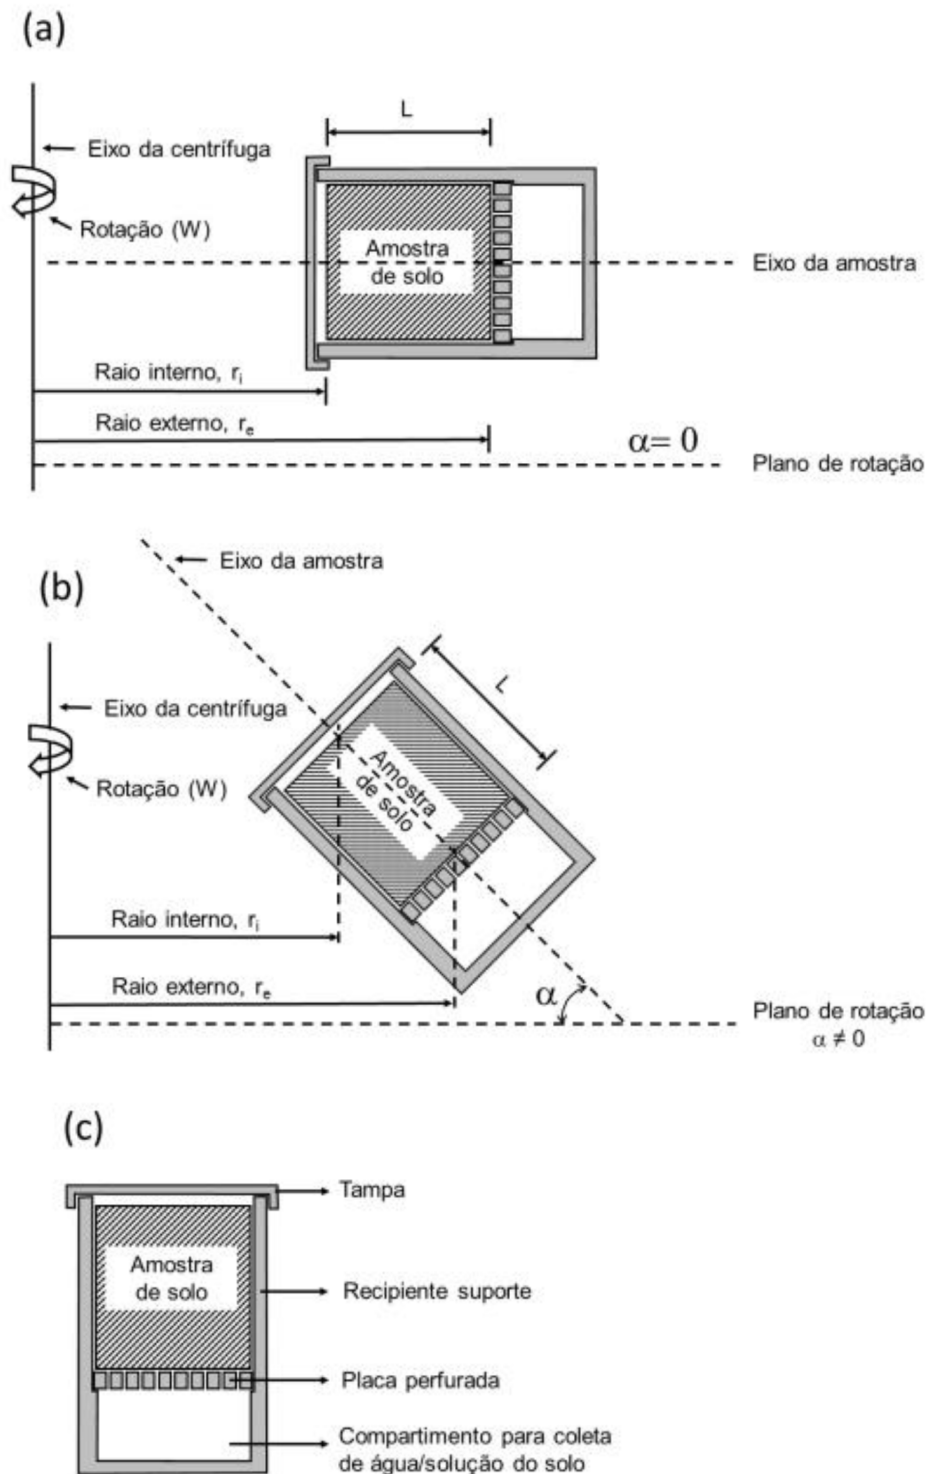 (a)
L
Eixo da centrífuga
Rotação (W)
Amostra
de solo
Eixo da amostra
Raio interno, ri
Raio externo, re
α= 0
Plano de rotação
Eixo da amostra
(b)
L
Eixo da centrífuga
Rotação (W)
Amostra
de solo
Raio interno, ri
Raio externo, re
α
Plano de rotação
α ≠ 0
(c)
Tampa
Amostra
de solo
Recipiente suporte
Placa perfurada
Compartimento para coleta
de água/solução do solo